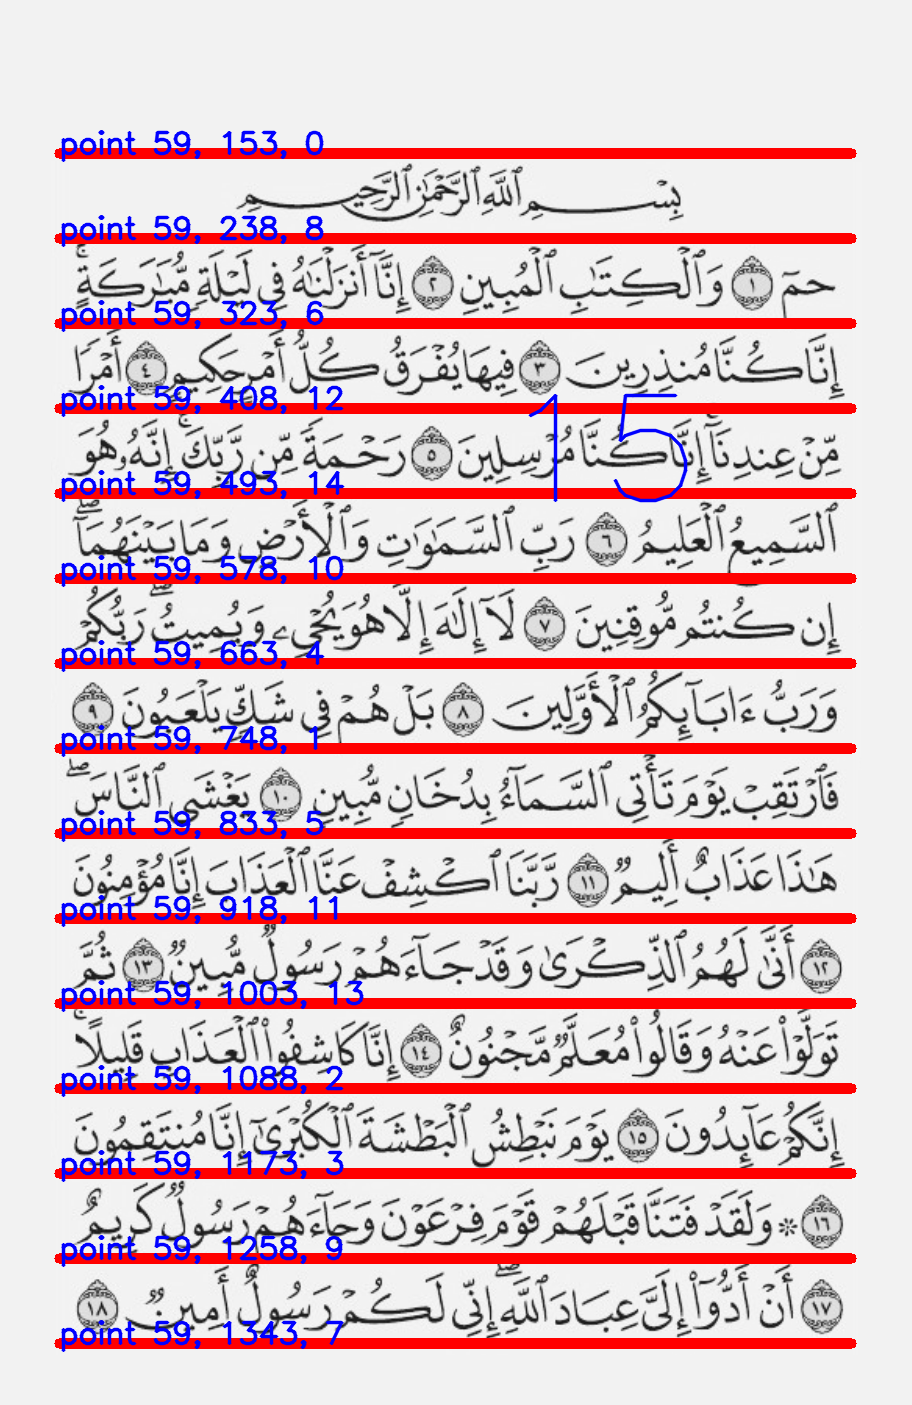 point 59, 153, 0
بِسْمِ ٱللَّهِ ٱلرَّحْمَٰنِ ٱلرَّحِيمِ
point 59, 238, 8
حمٓ ١ وَٱلْكِتَٰبِ ٱلْمُبِينِ ٢ إِنَّآ أَنزَلْنَٰهُ فِى لَيْلَةٍ مُّبَٰرَكَةٍۚ
point 59, 323, 6
إِنَّا كُنَّا مُنذِرِينَ ٣ فِيهَا يُفْرَقُ كُلُّ أَمْرٍ حَكِيمٍ ٤ أَمْرًا
point 59, 408, 12
15
مِّنْ عِندِنَآۚ إِنَّا كُنَّا مُرْسِلِينَ ٥ رَحْمَةً مِّن رَّبِّكَۚ إِنَّهُۥ هُوَ
point 59, 493, 14
ٱلسَّمِيعُ ٱلْعَلِيمُ ٦ رَبِّ ٱلسَّمَٰوَٰتِ وَٱلْأَرْضِ وَمَا بَيْنَهُمَآۖ
point 59, 578, 10
إِن كُنتُم مُّوقِنِينَ ٧ لَآ إِلَٰهَ إِلَّا هُوَ يُحْىِۦ وَيُمِيتُۖ رَبُّكُمْ
point 59, 663, 4
وَرَبُّ ءَابَآئِكُمُ ٱلْأَوَّلِينَ ٨ بَلْ هُمْ فِى شَكٍّ يَلْعَبُونَ ٩
point 59, 748, 1
فَٱرْتَقِبْ يَوْمَ تَأْتِى ٱلسَّمَآءُ بِدُخَانٍ مُّبِينٍ ١٠ يَغْشَى ٱلنَّاسَۖ
point 59, 833, 5
هَٰذَا عَذَابٌ أَلِيمٌ ١١ رَّبَّنَا ٱكْشِفْ عَنَّا ٱلْعَذَابَ إِنَّا مُؤْمِنُونَ
point 59, 918, 11
١٢ أَنَّىٰ لَهُمُ ٱلذِّكْرَىٰ وَقَدْ جَآءَهُمْ رَسُولٌ مُّبِينٌ ١٣ ثُمَّ
point 59, 1003, 13
تَوَلَّوْا۟ عَنْهُ وَقَالُوا۟ مُعَلَّمٌ مَّجْنُونٌ ١٤ إِنَّا كَاشِفُوا۟ ٱلْعَذَابِ قَلِيلًاۚ
point 59, 1088, 2
إِنَّكُمْ عَآئِدُونَ ١٥ يَوْمَ نَبْطِشُ ٱلْبَطْشَةَ ٱلْكُبْرَىٰٓ إِنَّا مُنتَقِمُونَ
point 59, 1173, 3
١٦ ۞ وَلَقَدْ فَتَنَّا قَبْلَهُمْ قَوْمَ فِرْعَوْنَ وَجَآءَهُمْ رَسُولٌ كَرِيمٌ
point 59, 1258, 9
١٧ أَنْ أَدُّوٓا۟ إِلَىَّ عِبَادَ ٱللَّهِۖ إِنِّى لَكُمْ رَسُولٌ أَمِينٌ ١٨
point 59, 1343, 7